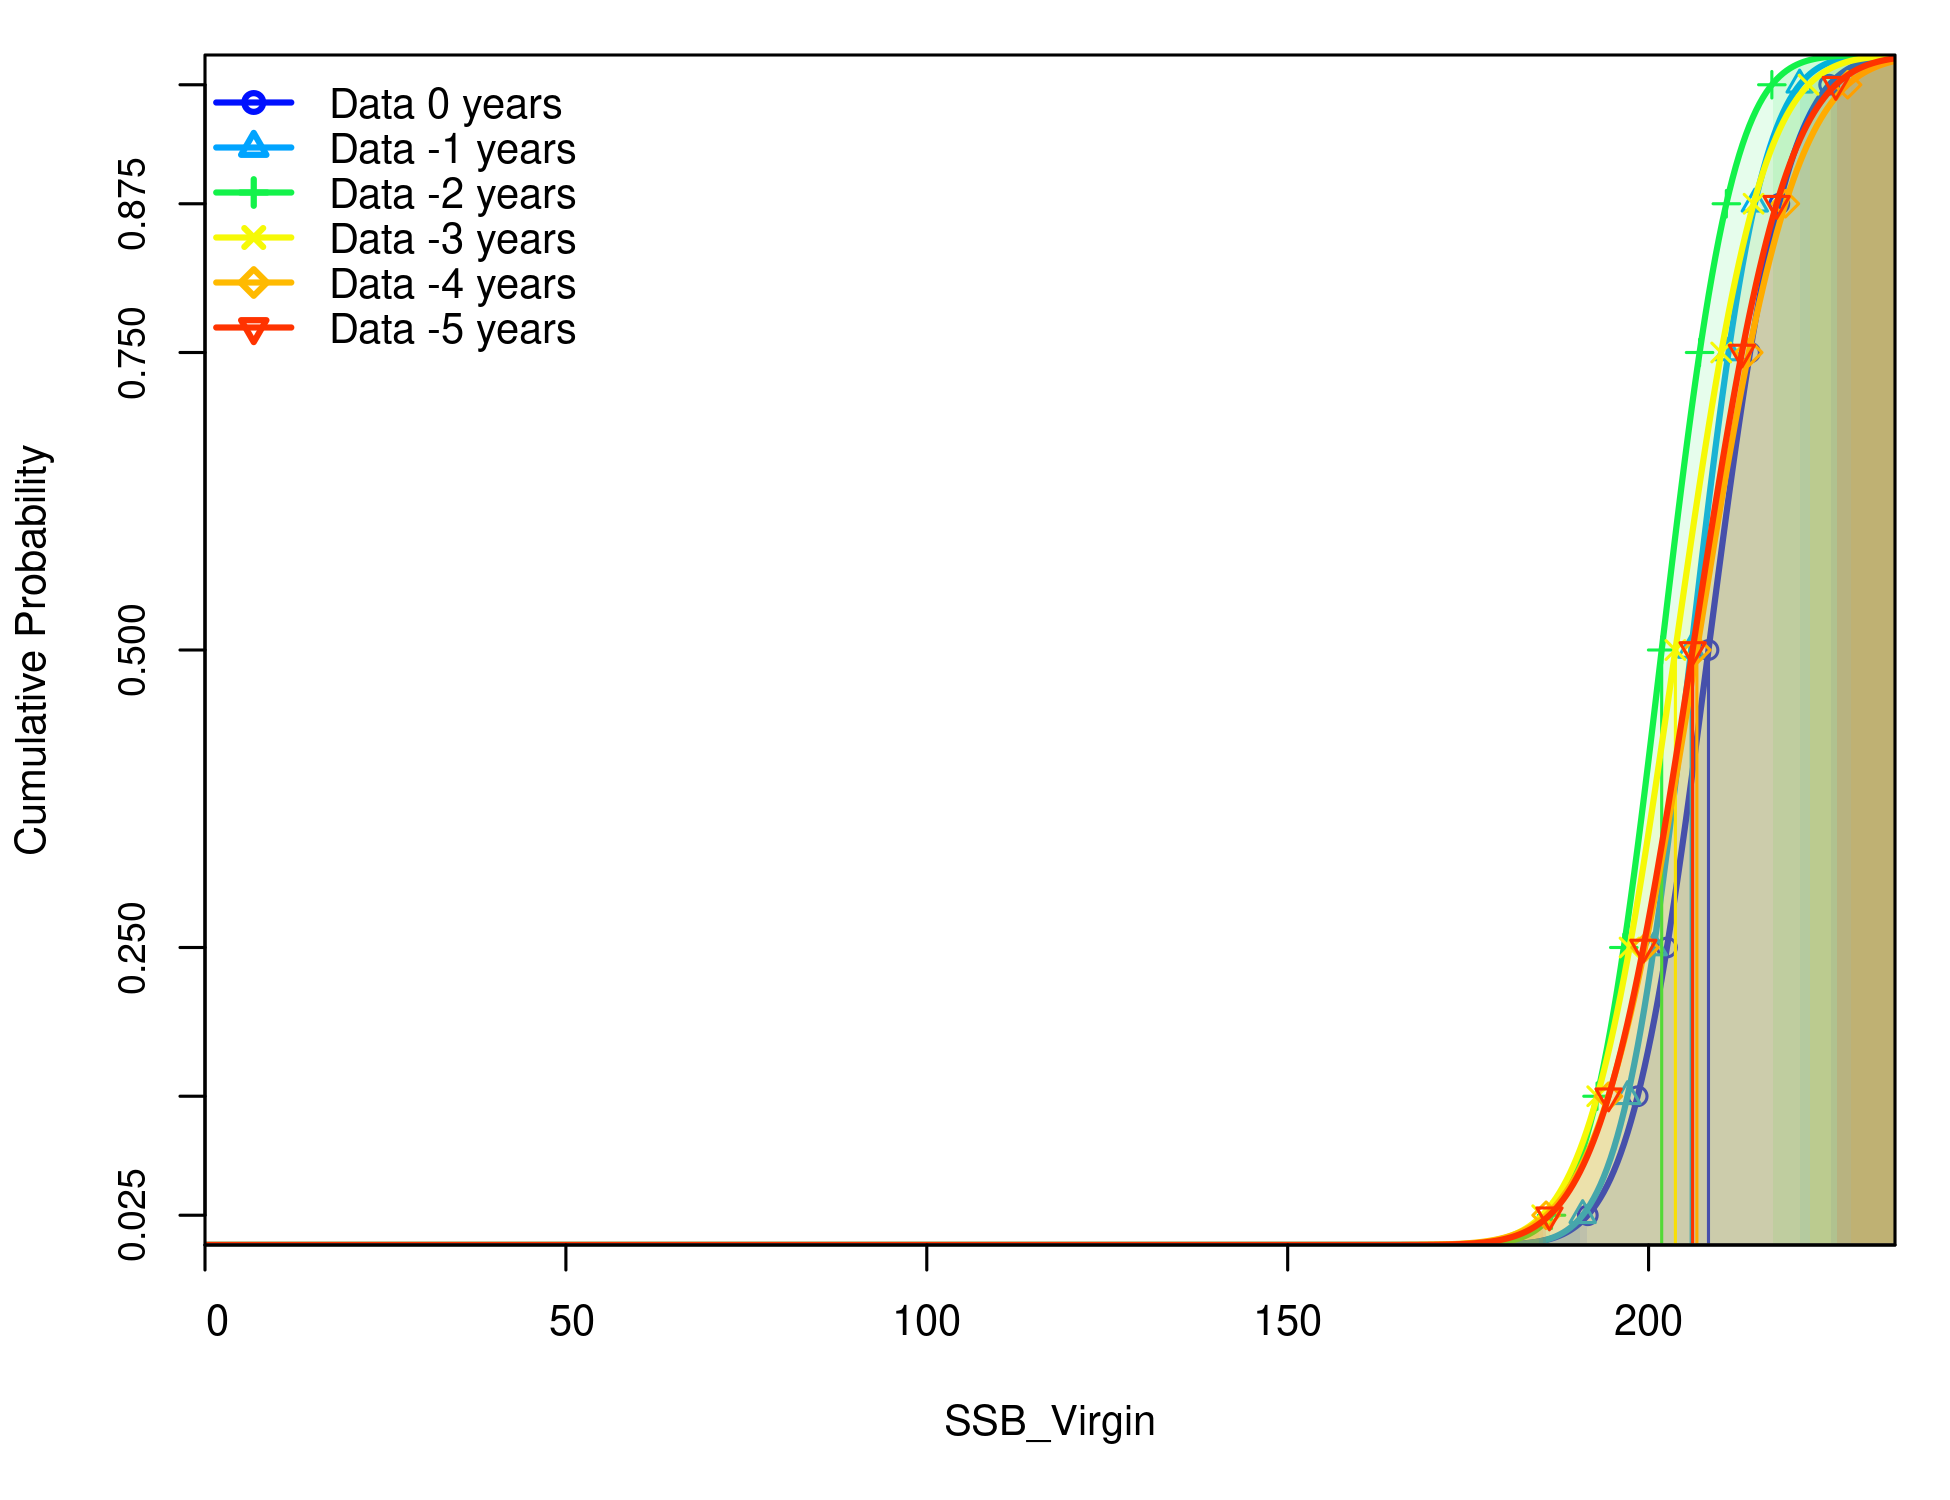 Data 0 years
Data -1 years
Data -2 years
Data -3 years
Data -4 years
Data -5 years
Cumulative Probability
0.875
0.750
0.500
0.250
0.025
0 50 100 150 200
SSB_Virgin